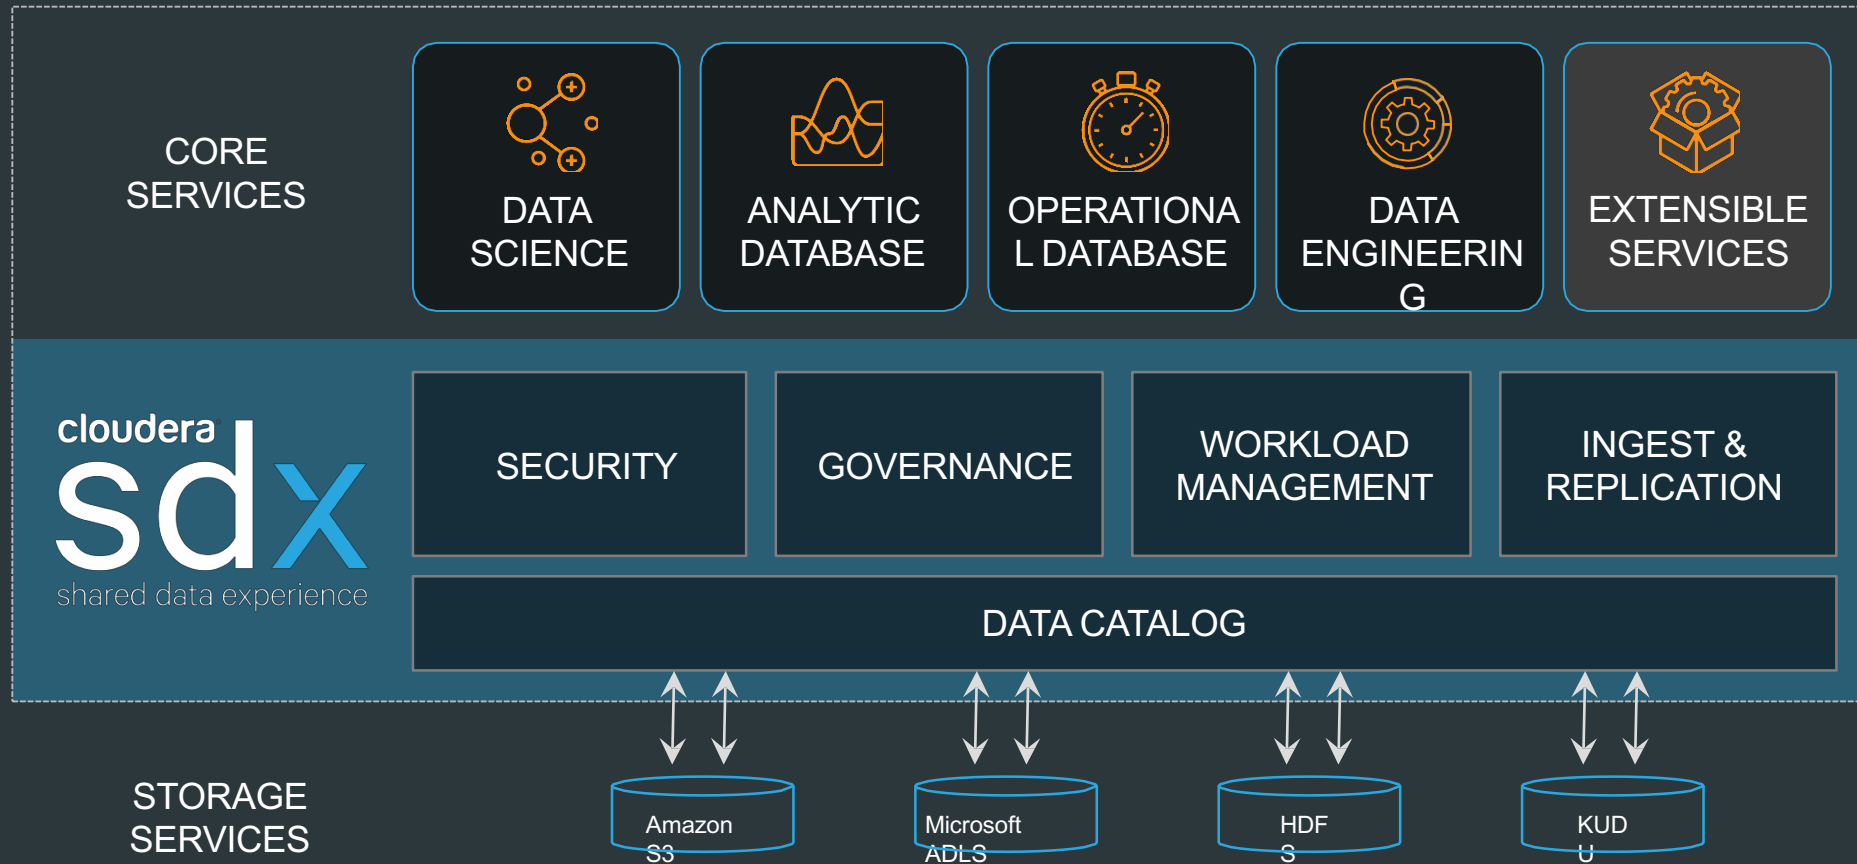 CORE
SERVICES
DATA
SCIENCE
ANALYTIC
DATABASE
OPERATIONA
L DATABASE
DATA
ENGINEERIN
G
EXTENSIBLE
SERVICES
cloudera
sdx
shared data experience
SECURITY
GOVERNANCE
WORKLOAD
MANAGEMENT
INGEST &
REPLICATION
DATA CATALOG
STORAGE
SERVICES
Amazon
S3
Microsoft
ADLS
HDF
S
KUD
U